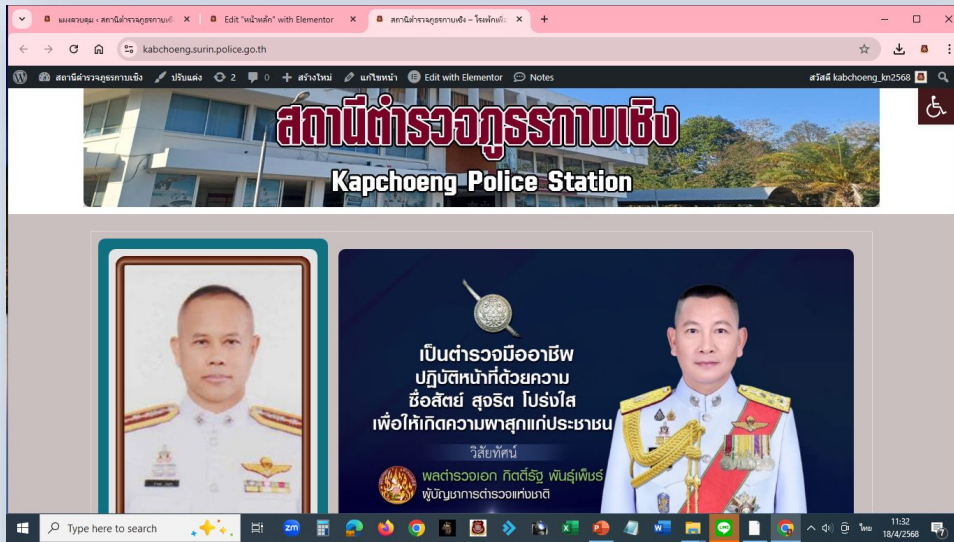 แผงควบคุม ‹ สถานีตำรวจภูธรกาบเชิง
Edit "หน้าหลัก" with Elementor
สถานีตำรวจภูธรกาบเชิง – โรงพัก
kabchoeng.surin.police.go.th
สถานีตำรวจภูธรกาบเชิง
ปรับแต่ง
2
0
สร้างใหม่
แก้ไขหน้า
Edit with Elementor
Notes
สวัสดี kabchoeng_kn2568
สถานีตำรวจภูธรกาบเชิง
Kapchoeng Police Station
เป็นตำรวจมืออาชีพ
ปฏิบัติหน้าที่ด้วยความ
ซื่อสัตย์ สุจริต โปร่งใส
เพื่อให้เกิดความผาสุกแก่ประชาชน
วิสัยทัศน์
พลตำรวจเอก กิตติ์รัฐ พันธุ์เพ็ชร์
ผู้บัญชาการตำรวจแห่งชาติ
Type here to search
zm
ไทย
11:32
18/4/2568
7